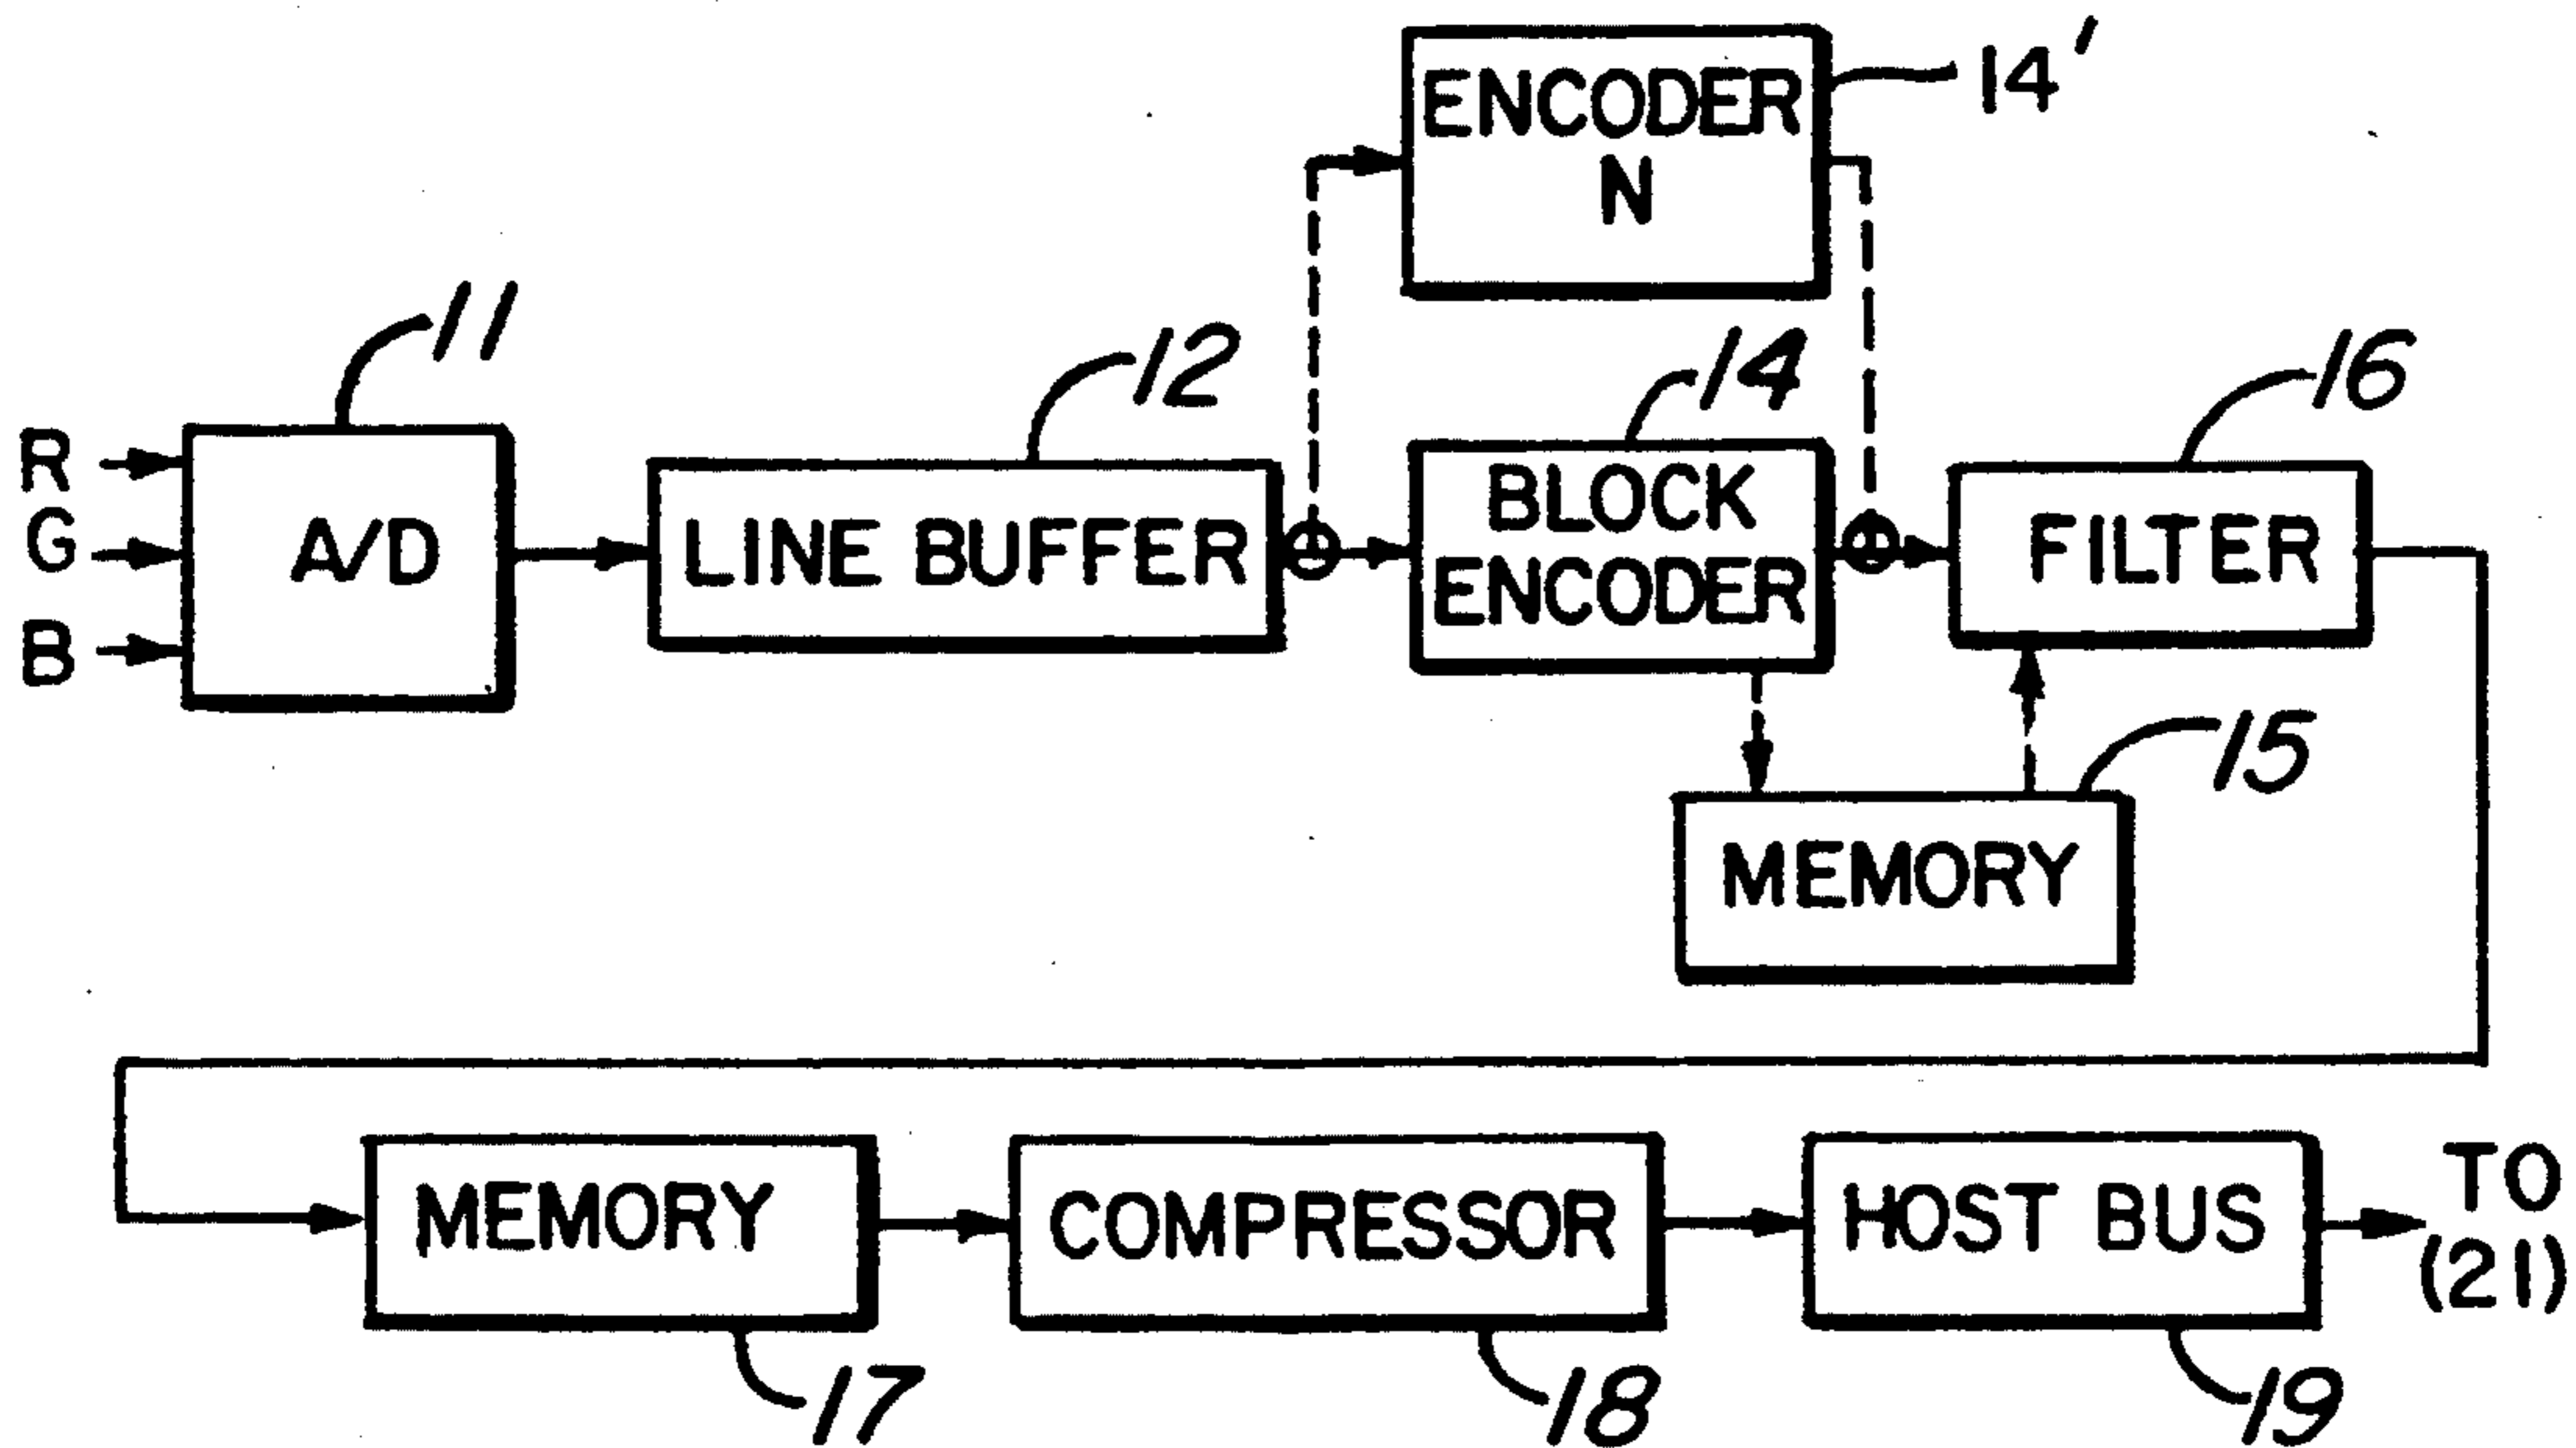 ENCODER
N
14'
11
12
14
16
R
G
B
A/D
LINE BUFFER
BLOCK
ENCODER
FILTER
15
MEMORY
MEMORY
COMPRESSOR
HOST BUS
TO
(21)
17
18
19